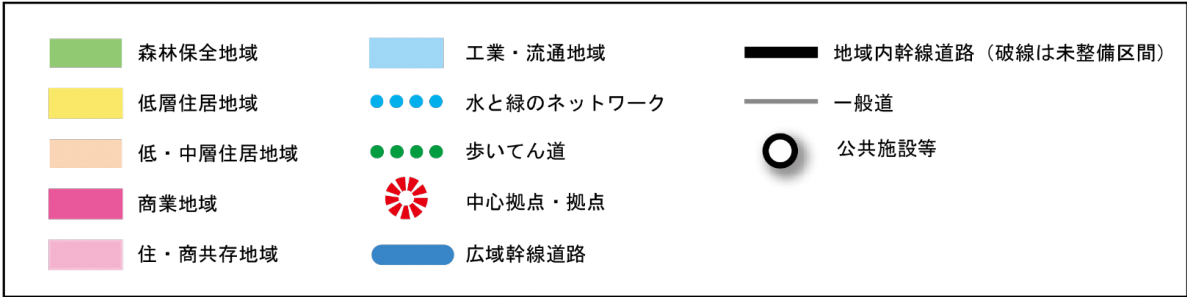 森林保全地域
低層住居地域
低・中層住居地域
商業地域
住・商共存地域
工業・流通地域
水と緑のネットワーク
歩いてん道
中心拠点・拠点
広域幹線道路
地域内幹線道路（破線は未整備区間）
一般道
公共施設等